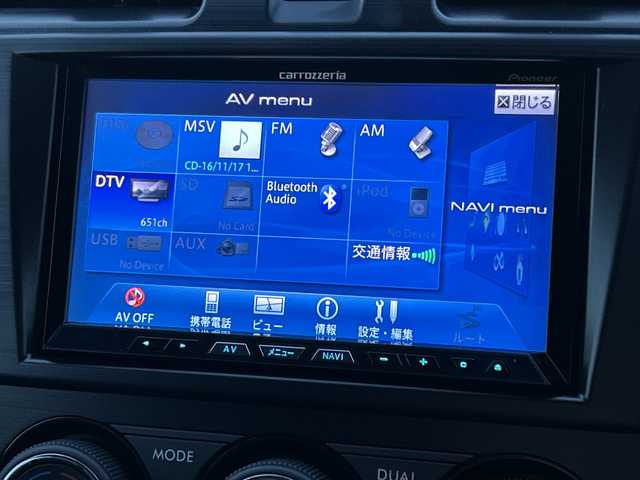 carrozzeria
Pioneer
AV menu
閉じる
MSV
CD-16/11/17 1...
FM
AM
DTV
651ch
SD
No Card
Bluetooth
Audio
iPod
No Device
NAVI menu
USB
No Device
AUX
交通情報
AV OFF
携帯電話
ビュー
情報
設定・編集
ルート
AV
メニュー
NAVI
MODE
DUAL